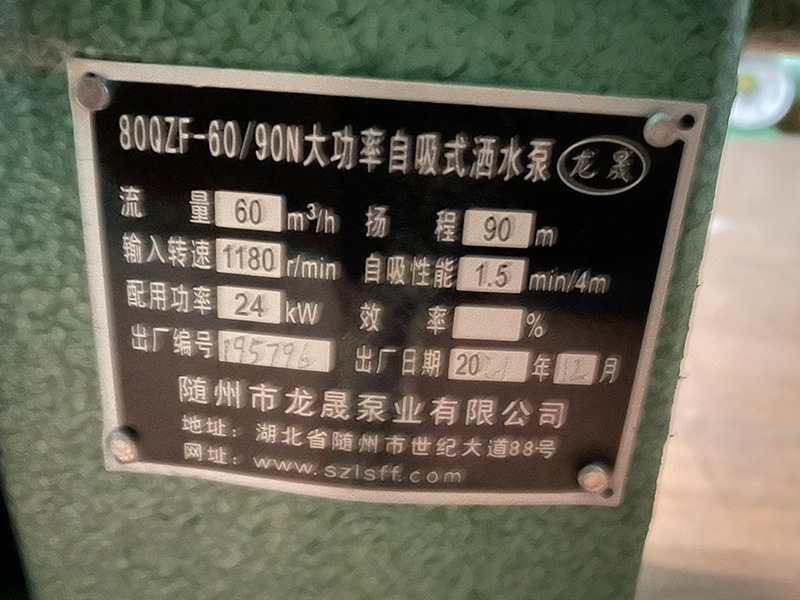 80QZF-60/90N大功率自吸式洒水泵 龙晟
流 量 60 m³/h 扬 程 90 m
输入转速 1180 r/min 自吸性能 1.5 min/4m
配用功率 24 kW 效 率 %
出厂编号 195796 出厂日期 2021 年 12 月
随州市龙晟泵业有限公司
地址：湖北省随州市世纪大道88号
网址：www.szlsff.com